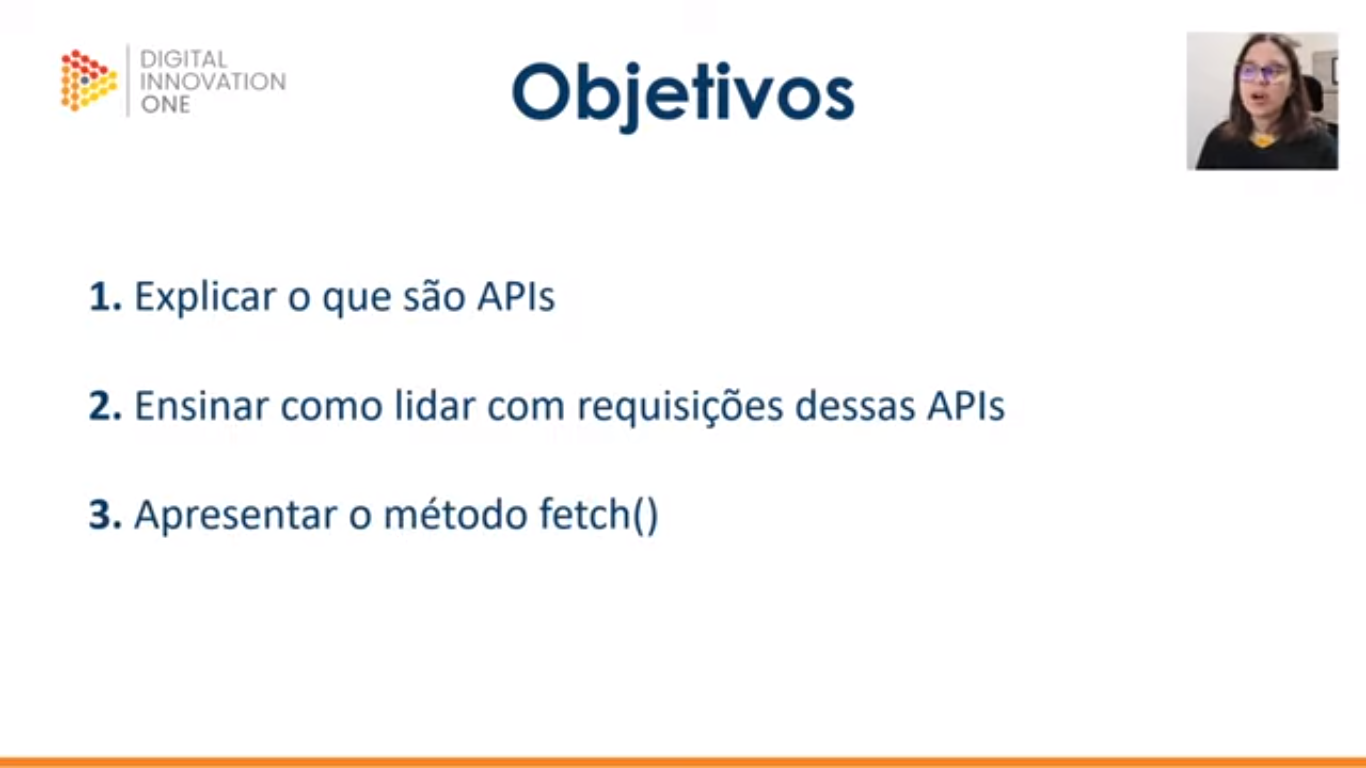 DIGITAL
INNOVATION
ONE
Objetivos
1. Explicar o que são APIs
2. Ensinar como lidar com requisições dessas APIs
3. Apresentar o método fetch()